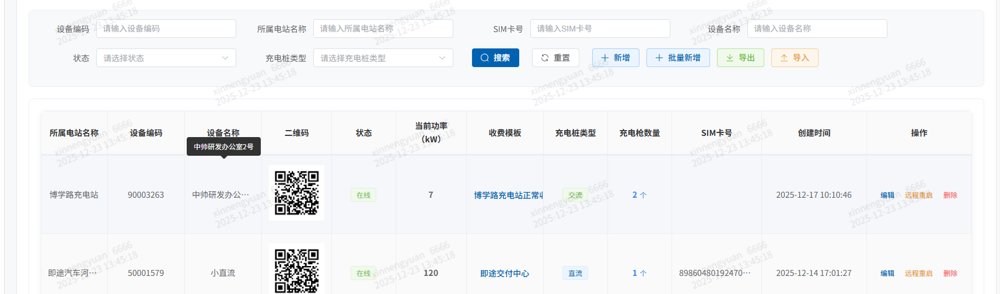 设备编码 请输入设备编码 所属电站名称 请输入所属电站名称 SIM卡号 请输入SIM卡号 设备名称 请输入设备名称
状态 请选择状态 充电桩类型 请选择充电桩类型 搜索 重置 新增 批量新增 导出 导入
所属电站名称 设备编码 设备名称 二维码 状态 当前功率 (kW) 收费模板 充电桩类型 充电枪数量 SIM卡号 创建时间 操作
中帅研发办公室2号
博学路充电站 90003263 中帅研发办公… 在线 7 博学路充电站正常 交流 2 个 2025-12-17 10:10:46 编辑 远程重启 删除
即途汽车河… 50001579 小直流 在线 120 即途交付中心 直流 1 个 89860480192470… 2025-12-14 17:01:27 编辑 远程重启 删除
xinnengyuan 6666
2025-12-23 13:45:18